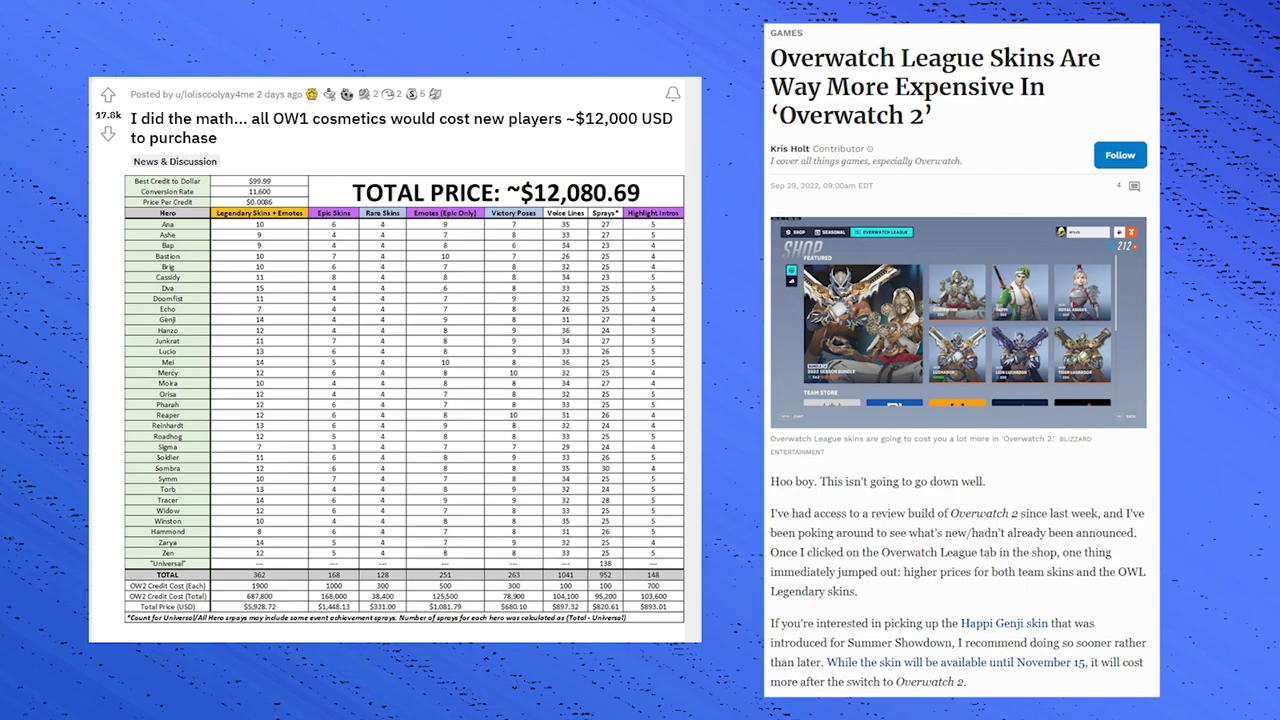 Posted by u/loliscoolyay4me 2 days ago 2 2 5
17.8k
I did the math... all OW1 cosmetics would cost new players ~$12,000 USD
to purchase
News & Discussion
Best Credit to Dollar $99.99
Conversion Rate 11,600
Price Per Credit $0.0086
TOTAL PRICE: ~$12,080.69
Hero Legendary Skins + Emotes Epic Skins Rare Skins Emotes (Epic Only) Victory Poses Voice Lines Sprays* Highlight Intros
Ana 10 6 4 9 7 35 27 5
Ashe 9 4 4 7 8 33 27 5
Bap 9 4 4 8 6 34 23 4
Bastion 10 7 4 10 7 26 25 4
Brig 10 6 4 7 8 32 25 4
Cassidy 11 8 4 8 8 34 23 5
Dva 15 4 4 6 8 33 25 5
Doomfist 11 4 4 7 9 32 25 5
Echo 7 4 4 7 8 26 25 4
Genji 14 4 4 9 8 31 27 4
Hanzo 12 4 4 8 9 36 24 5
Junkrat 11 7 4 8 9 34 27 5
Lucio 13 6 4 8 9 33 26 5
Mei 14 5 4 10 8 36 25 5
Mercy 12 6 4 8 10 32 25 4
Moira 10 4 4 8 8 34 27 4
Orisa 12 4 4 7 8 32 25 5
Pharah 12 6 4 7 8 33 25 5
Reaper 12 6 4 8 10 31 26 4
Reinhardt 13 6 4 9 8 32 24 4
Roadhog 12 5 4 8 8 33 25 5
Sigma 7 3 4 7 7 29 24 4
Soldier 11 6 4 8 9 33 26 5
Sombra 12 6 4 8 8 35 30 4
Symm 10 7 4 7 8 34 25 5
Torb 13 4 4 8 9 32 24 5
Tracer 14 6 4 9 9 32 28 5
Widow 12 6 4 7 8 33 25 5
Winston 10 4 4 8 8 35 25 5
Hammond 8 6 4 7 8 31 26 5
Zarya 14 5 4 7 9 32 25 4
Zen 12 5 4 8 8 33 25 5
"Universal" --- --- --- --- --- --- 138 ---
TOTAL 362 168 128 251 263 1041 952 148
OW2 Credit Cost (Each) 1900 1000 300 500 300 100 100 700
OW2 Credit Cost (Total) 687,800 168,000 38,400 125,500 78,900 104,100 95,200 103,600
Total Price (USD) $5,928.72 $1,448.13 $331.00 $1,081.79 $680.10 $897.32 $820.61 $893.01
*Count for Universal/All Hero srpays may include some event achievement sprays. Number of sprays for each hero was calculated as (Total - Universal)
GAMES
Overwatch League Skins Are
Way More Expensive In
‘Overwatch 2’
Kris Holt Contributor
I cover all things games, especially Overwatch.
Follow
Sep 29, 2022, 09:00am EDT
4
SHOP SEASONAL OVERWATCH LEAGUE
212
SHOP
FEATURED
2022 SEASON BUNDLE
ROYAL KNIGHT
LUCHADOR
TEAM STORE
Overwatch League skins are going to cost you a lot more in 'Overwatch 2.' BLIZZARD
ENTERTAINMENT
Hoo boy. This isn't going to go down well.
I've had access to a review build of Overwatch 2 since last week, and I've
been poking around to see what's new/hadn't already been announced.
Once I clicked on the Overwatch League tab in the shop, one thing
immediately jumped out: higher prices for both team skins and the OWL
Legendary skins.
If you're interested in picking up the Happi Genji skin that was
introduced for Summer Showdown, I recommend doing so sooner rather
than later. While the skin will be available until November 15, it will cost
more after the switch to Overwatch 2.